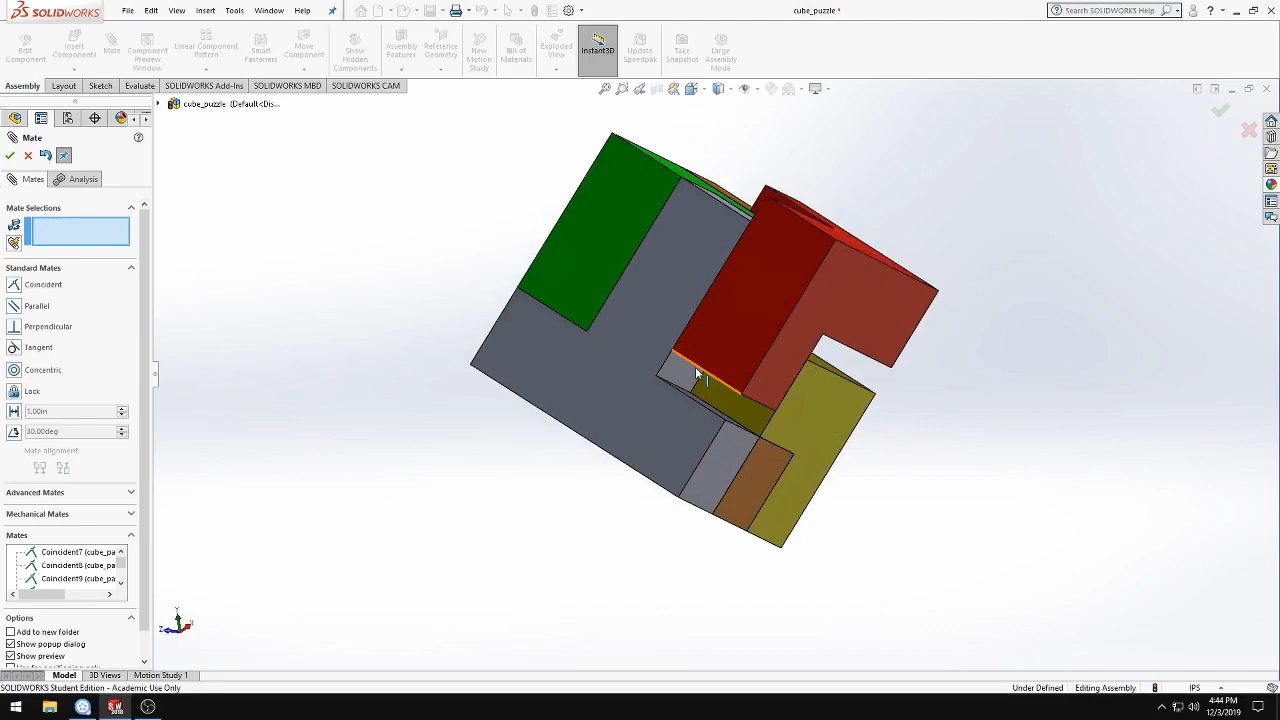 SOLIDWORKS
File
Edit
View
Insert
Tools
Window
Help
cube_puzzle *
Search SOLIDWORKS Help
Edit Component
Insert Components
Mate
Component Preview Window
Linear Component Pattern
Smart Fasteners
Move Component
Show Hidden Components
Assembly Features
Reference Geometry
New Motion Study
Bill of Materials
Exploded View
Instant3D
Update Speedpak
Take Snapshot
Large Assembly Mode
Assembly
Layout
Sketch
Evaluate
SOLIDWORKS Add-Ins
SOLIDWORKS MBD
SOLIDWORKS CAM
cube_puzzle (Default<Dis...
Mate
Mates
Analysis
Mate Selections
Standard Mates
Coincident
Parallel
Perpendicular
Tangent
Concentric
Lock
1.00in
30.00deg
Mate alignment:
Advanced Mates
Mechanical Mates
Mates
Coincident7 (cube_pa
Coincident8 (cube_pa
Coincident9 (cube_pa
Options
Add to new folder
Show popup dialog
Show preview
Y
Z
X
Model
3D Views
Motion Study 1
SOLIDWORKS Student Edition - Academic Use Only
Under Defined
Editing Assembly
IPS
4:44 PM
12/3/2019